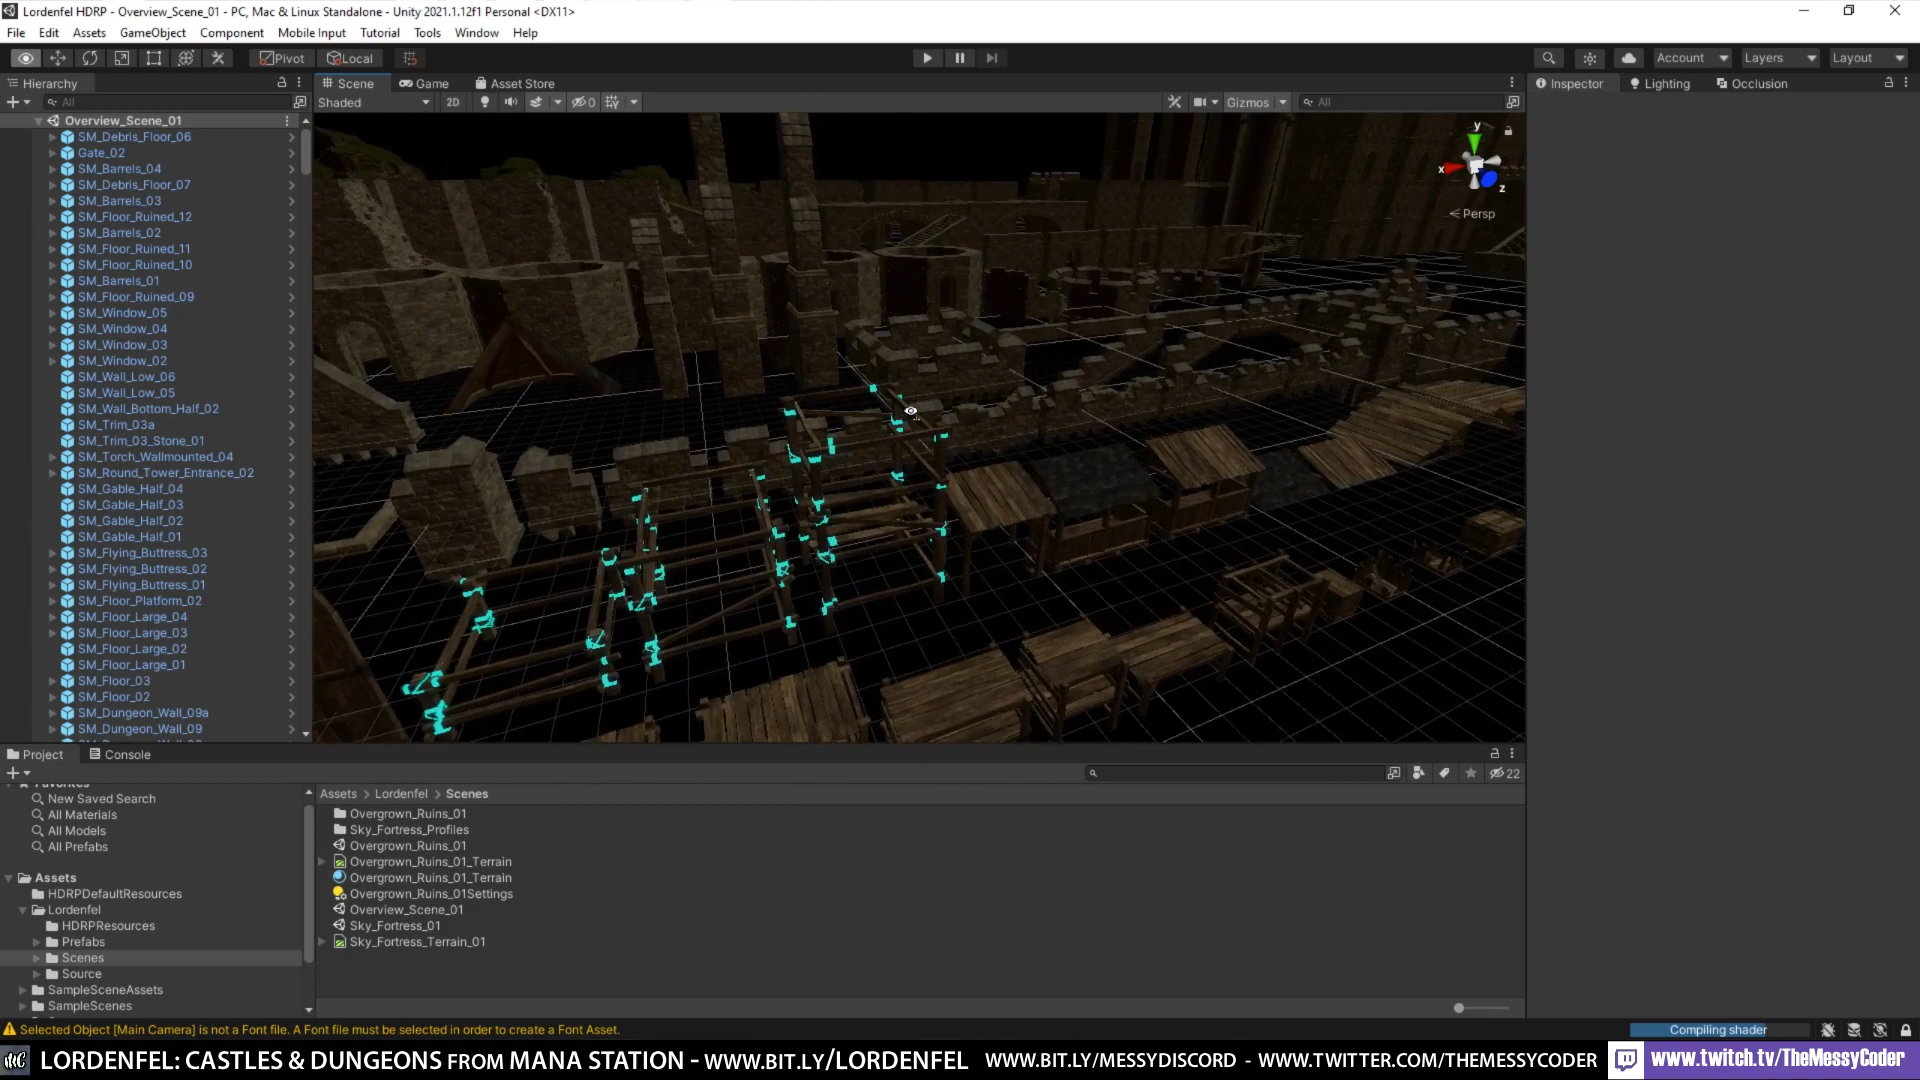 Lordenfel HDRP - Overview_Scene_01 - PC, Mac & Linux Standalone - Unity 2021.1.12f1 Personal <DX11>
File Edit Assets GameObject Component Mobile Input Tutorial Tools Window Help
Pivot Local Account Layers Layout
Hierarchy Scene Game Asset Store Inspector Lighting Occlusion
All Shaded 2D 0 Gizmos All
Overview_Scene_01
SM_Debris_Floor_06
Gate_02
SM_Barrels_04
SM_Debris_Floor_07
SM_Barrels_03
SM_Floor_Ruined_12
SM_Barrels_02
SM_Floor_Ruined_11
SM_Floor_Ruined_10
SM_Barrels_01
SM_Floor_Ruined_09
SM_Window_05
SM_Window_04
SM_Window_03
SM_Window_02
SM_Wall_Low_06
SM_Wall_Low_05
SM_Wall_Bottom_Half_02
SM_Trim_03a
SM_Trim_03_Stone_01
SM_Torch_Wallmounted_04
SM_Round_Tower_Entrance_02
SM_Gable_Half_04
SM_Gable_Half_03
SM_Gable_Half_02
SM_Gable_Half_01
SM_Flying_Buttress_03
SM_Flying_Buttress_02
SM_Flying_Buttress_01
SM_Floor_Platform_02
SM_Floor_Large_04
SM_Floor_Large_03
SM_Floor_Large_02
SM_Floor_Large_01
SM_Floor_03
SM_Floor_02
SM_Dungeon_Wall_09a
SM_Dungeon_Wall_09
y
x
z
Persp
Project Console
22
Favorites
New Saved Search
All Materials
All Models
All Prefabs
Assets
HDRPDefaultResources
Lordenfel
HDRPResources
Prefabs
Scenes
Source
SampleSceneAssets
SampleScenes
Assets > Lordenfel > Scenes
Overgrown_Ruins_01
Sky_Fortress_Profiles
Overgrown_Ruins_01
Overgrown_Ruins_01_Terrain
Overgrown_Ruins_01_Terrain
Overgrown_Ruins_01Settings
Overview_Scene_01
Sky_Fortress_01
Sky_Fortress_Terrain_01
Selected Object [Main Camera] is not a Font file. A Font file must be selected in order to create a Font Asset.
Compiling shader
LORDENFEL: CASTLES & DUNGEONS FROM MANA STATION - WWW.BIT.LY/LORDENFEL WWW.BIT.LY/MESSYDISCORD - WWW.TWITTER.COM/THEMESSYCODER www.twitch.tv/TheMessyCoder